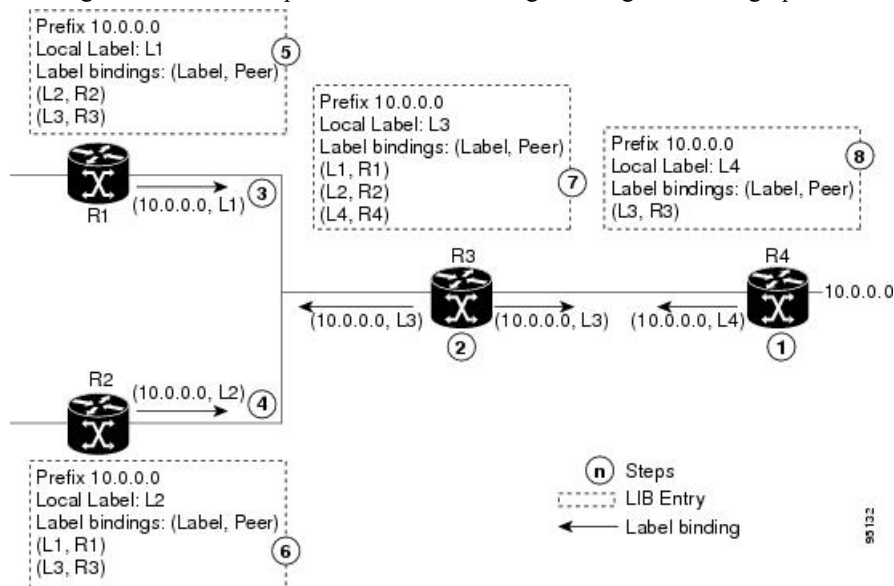 Prefix 10.0.0.0
Local Label: L1
Label bindings: (Label, Peer)
(L2, R2)
(L3, R3)
5
R1
(10.0.0.0, L1)
3
Prefix 10.0.0.0
Local Label: L3
Label bindings: (Label, Peer)
(L1, R1)
(L2, R2)
(L4, R4)
7
Prefix 10.0.0.0
Local Label: L4
Label bindings: (Label, Peer)
(L3, R3)
8
R3
(10.0.0.0, L3)
(10.0.0.0, L3)
2
R4
10.0.0.0
(10.0.0.0, L4)
1
R2
(10.0.0.0, L2)
4
Prefix 10.0.0.0
Local Label: L2
Label bindings: (Label, Peer)
(L1, R1)
(L3, R3)
6
n Steps
LIB Entry
Label binding
95132